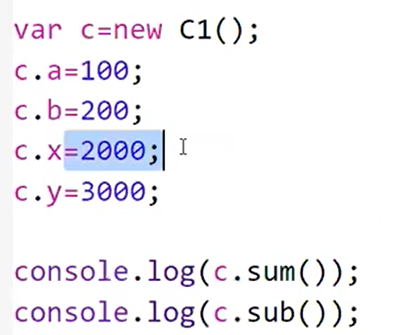 var c=new C1();
c.a=100;
c.b=200;
c.x=2000;
c.y=3000;
console.log(c.sum());
console.log(c.sub());